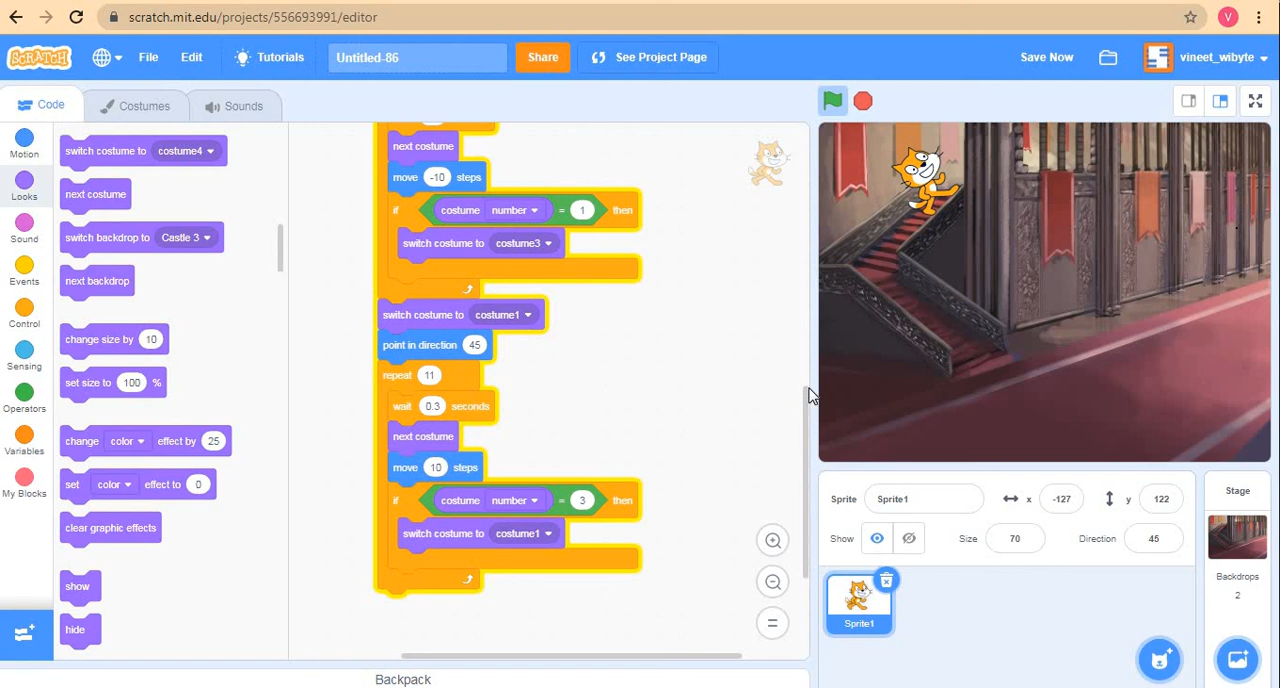 scratch.mit.edu/projects/556693991/editor
V
SCRATCH
File
Edit
Tutorials
Untitled-86
Share
See Project Page
Save Now
vineet_wibyte
Code
Costumes
Sounds
Motion
Looks
Sound
Events
Control
Sensing
Operators
Variables
My Blocks
switch costume to costume4
next costume
switch backdrop to Castle 3
next backdrop
change size by 10
set size to 100 %
change color effect by 25
set color effect to 0
clear graphic effects
show
hide
next costume
move -10 steps
if costume number = 1 then
switch costume to costume3
switch costume to costume1
point in direction 45
repeat 11
wait 0.3 seconds
next costume
move 10 steps
if costume number = 3 then
switch costume to costume1
Backpack
Sprite Sprite1 x -127 y 122
Show Size 70 Direction 45
Sprite1
Stage
Backdrops
2